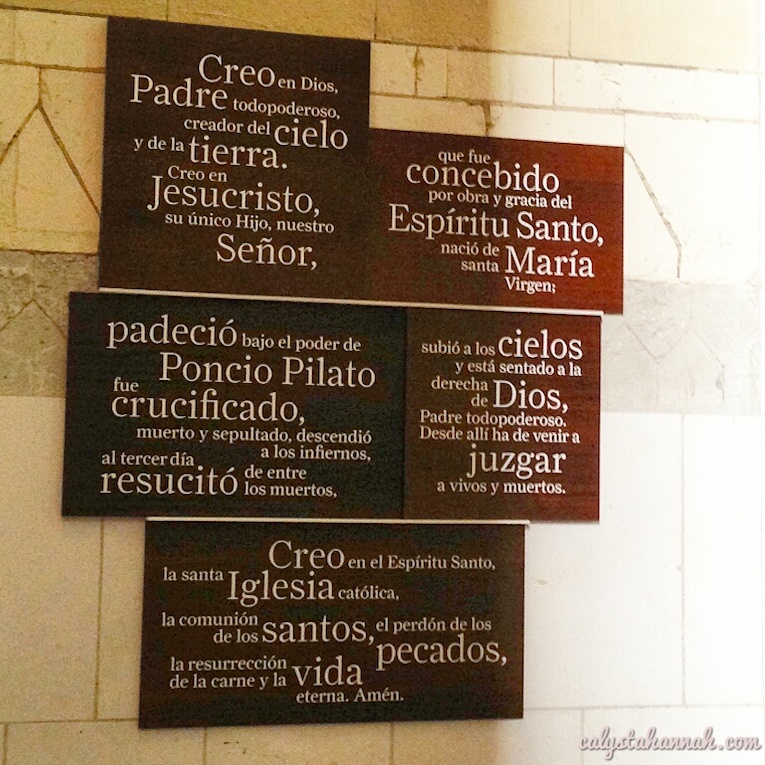 Creo en Dios,
Padre todopoderoso,
creador del cielo
y de la tierra.
Creo en
Jesucristo,
su único Hijo, nuestro
Señor,
que fue
concebido
por obra y gracia del
Espíritu Santo,
nació de
santa María
Virgen;
padeció bajo el poder de
Poncio Pilato
fue
crucificado,
muerto y sepultado, descendió
a los infiernos,
al tercer día
resucitó de entre
los muertos,
subió a los cielos
y está sentado a la
derecha
de Dios,
Padre todopoderoso.
Desde allí ha de venir a
juzgar
a vivos y muertos.
Creo en el Espíritu Santo,
la santa Iglesia católica,
la comunión
de los santos, el perdón de los
pecados,
la resurrección
de la carne y la vida
eterna. Amén.
calystahannah.com